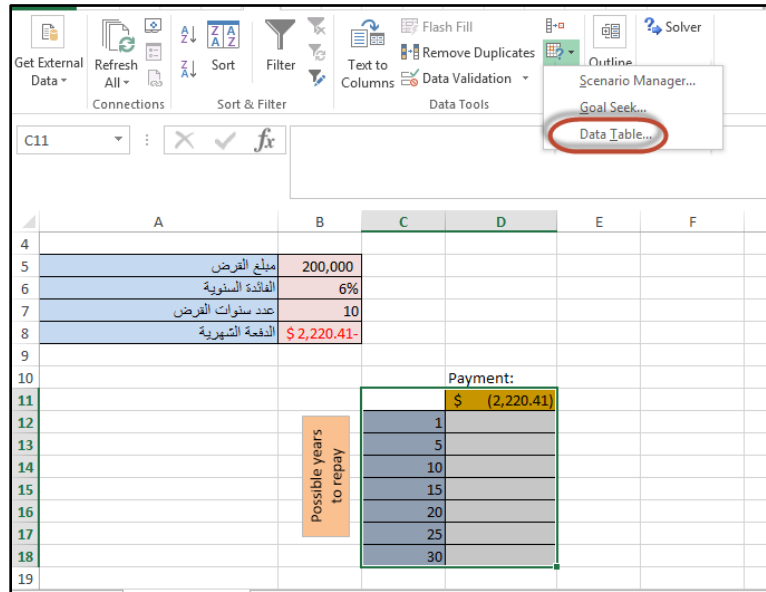 Get External
Data
Refresh
All
Connections
Sort
Filter
Sort & Filter
Text to
Columns
Flash Fill
Remove Duplicates
Data Validation
Data Tools
Outline
Solver
Scenario Manager...
Goal Seek...
Data Table...
C11
fx
A B C D E F
4
5 مبلغ القرض 200,000
6 الفائدة السنوية 6%
7 عدد سنوات القرض 10
8 الدفعة الشهرية $ 2,220.41-
9
10 Payment:
11 $ (2,220.41)
12 1
13 5
14 10
15 15
16 20
17 25
18 30
19
Possible years
to repay